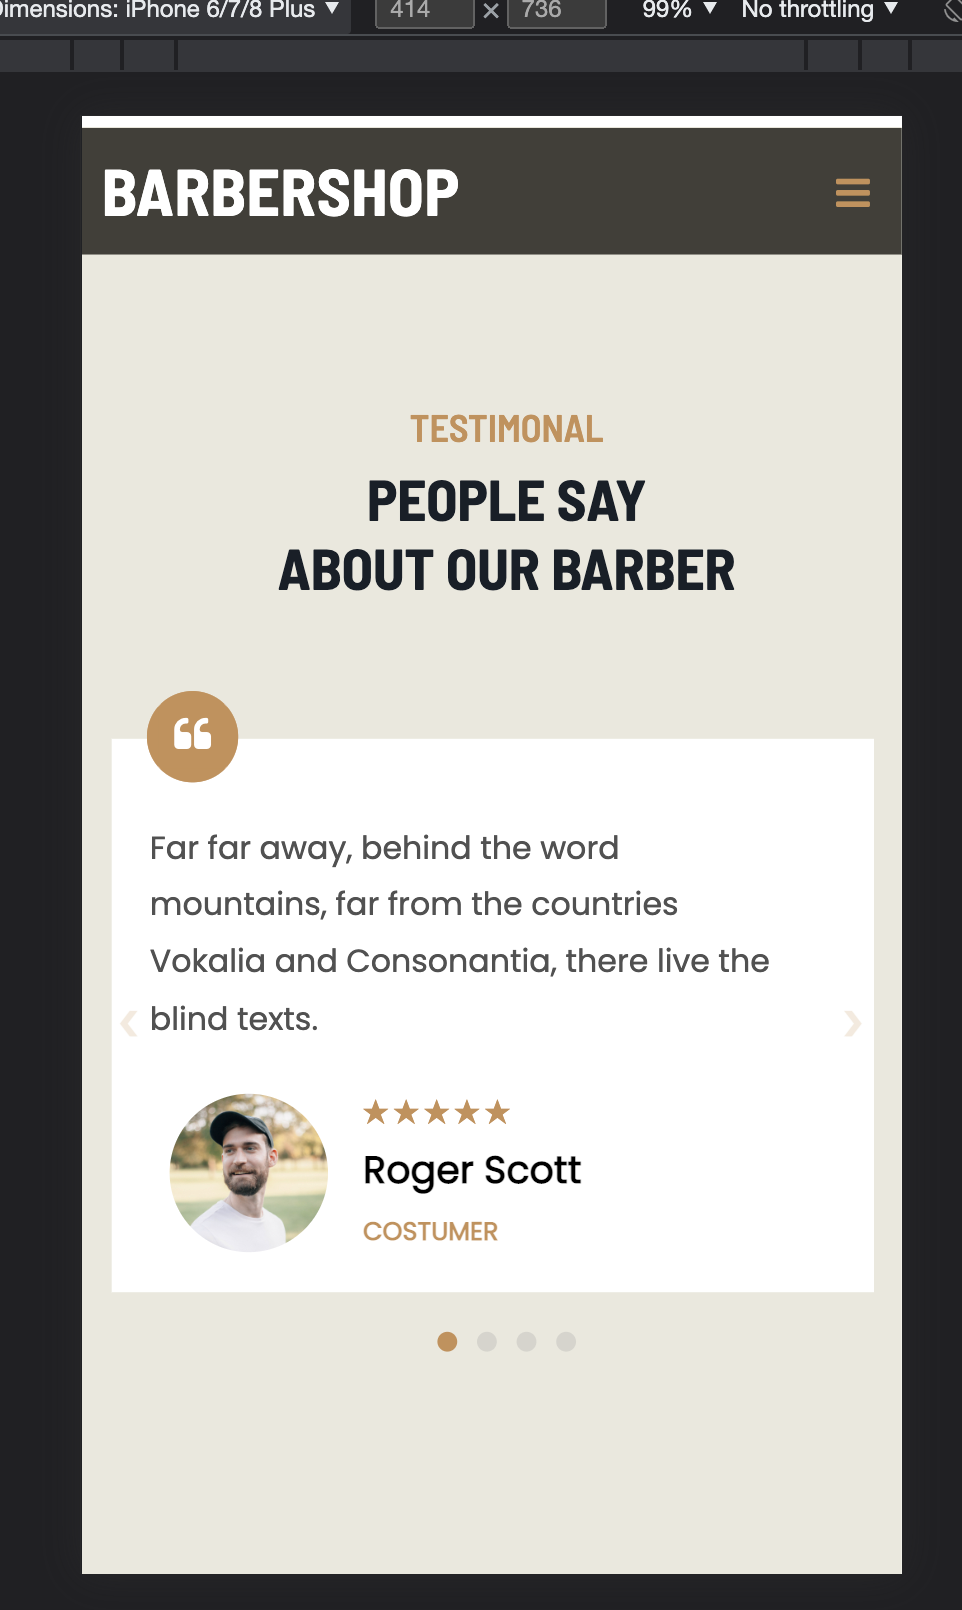 Dimensions: iPhone 6/7/8 Plus ▼ 414 × 736 99% ▼ No throttling ▼
BARBERSHOP
TESTIMONAL
PEOPLE SAY
ABOUT OUR BARBER
Far far away, behind the word
mountains, far from the countries
Vokalia and Consonantia, there live the
blind texts.
Roger Scott
COSTUMER